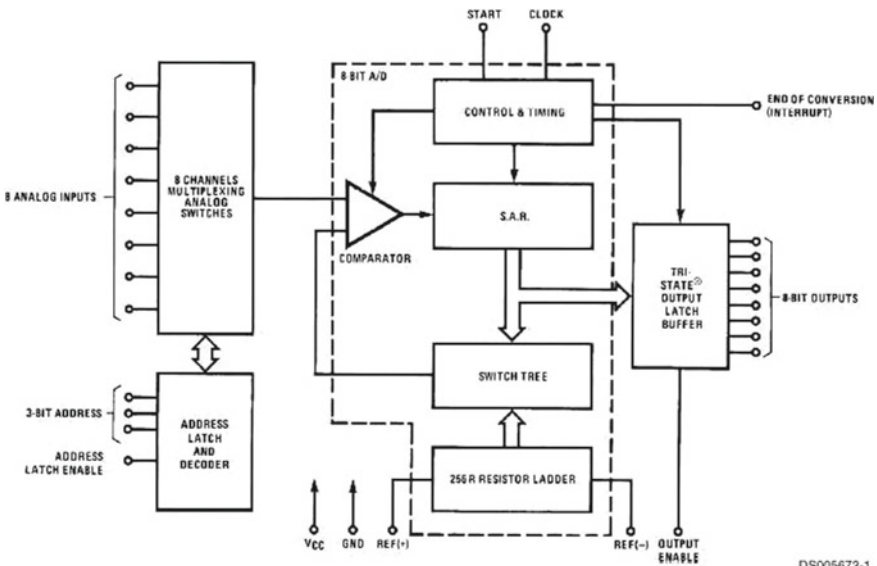 START
CLOCK
8-BIT A/D
END OF CONVERSION
(INTERRUPT)
CONTROL & TIMING
8 ANALOG INPUTS
8 CHANNELS
MULTIPLEXING
ANALOG
SWITCHES
S.A.R.
COMPARATOR
TRI-
STATE®
OUTPUT
LATCH
BUFFER
8-BIT OUTPUTS
SWITCH TREE
3-BIT ADDRESS
ADDRESS
LATCH ENABLE
ADDRESS
LATCH
AND
DECODER
256R RESISTOR LADDER
VCC
GND
REF(+)
REF(−)
OUTPUT
ENABLE
DS005672-1